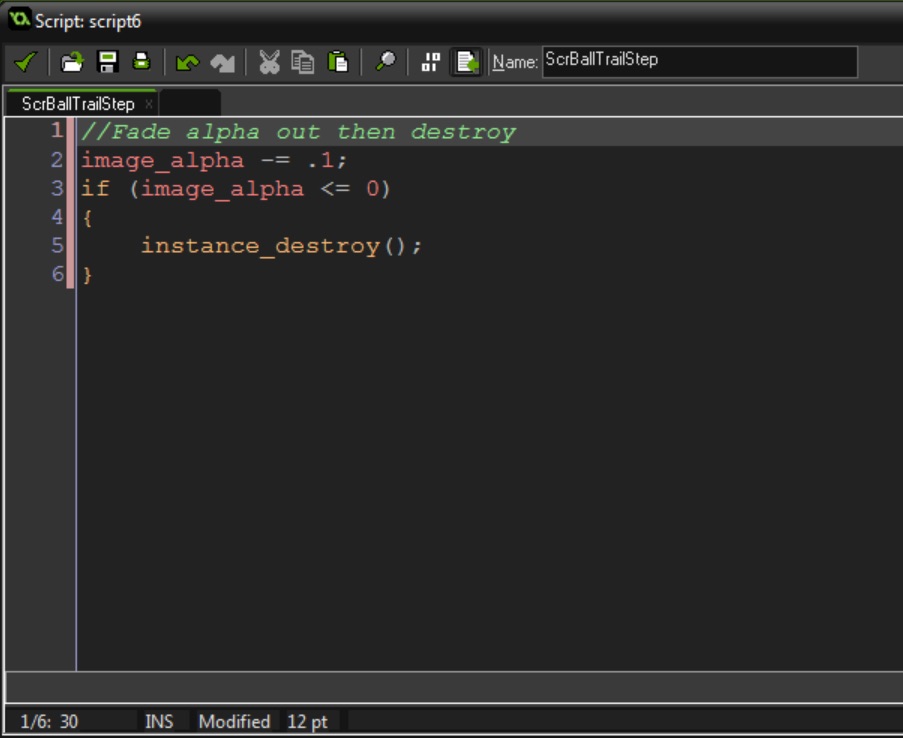 Script: script6
Name: ScrBallTrailStep
ScrBallTrailStep ×
1 //Fade alpha out then destroy
2 image_alpha -= .1;
3 if (image_alpha <= 0)
4 {
5     instance_destroy();
6 }
1/6: 30 INS Modified 12 pt